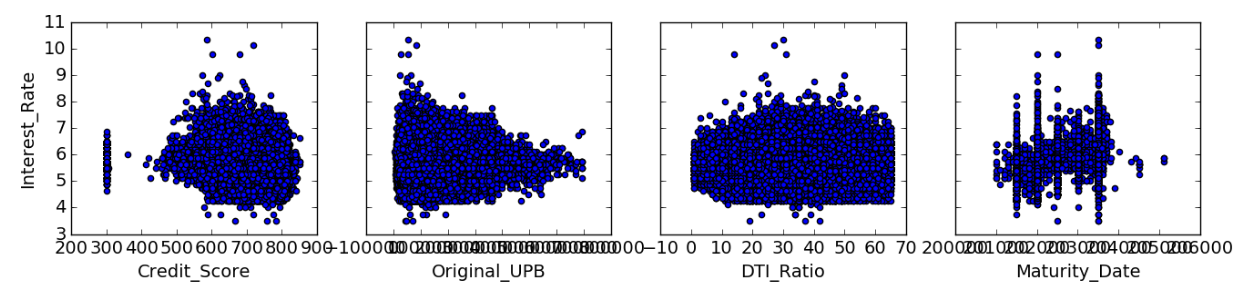 11
10
9
8
7
6
5
4
3
Interest_Rate
200 300 400 500 600 700 800 900
Credit_Score
Original_UPB
−10 0 10 20 30 40 50 60 70
DTI_Ratio
Maturity_Date